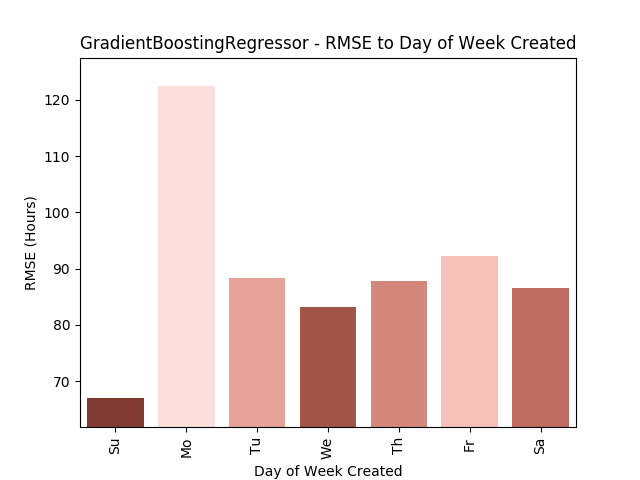 GradientBoostingRegressor - RMSE to Day of Week Created
RMSE (Hours)
120
110
100
90
80
70
Su
Mo
Tu
We
Th
Fr
Sa
Day of Week Created